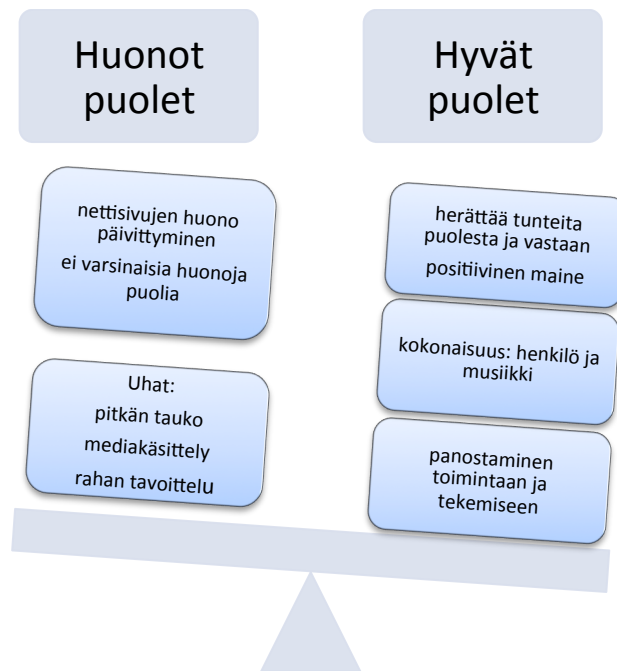 Huonot
puolet
Hyvät
puolet
nettisivujen huono
päivittyminen
ei varsinaisia huonoja
puolia
Uhat:
pitkän tauko
mediakäsittely
rahan tavoittelu
herättää tunteita
puolesta ja vastaan
positiivinen maine
kokonaisuus: henkilö ja
musiikki
panostaminen
toimintaan ja
tekemiseen